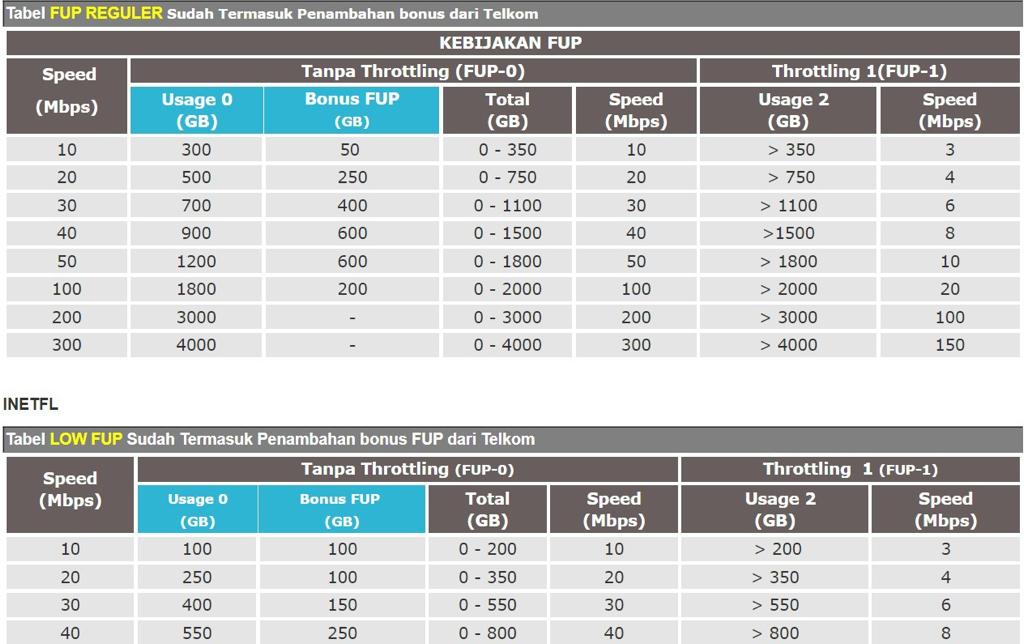 Tabel FUP REGULER Sudah Termasuk Penambahan bonus dari Telkom
KEBIJAKAN FUP
Speed (Mbps) Tanpa Throttling (FUP-0) Throttling 1(FUP-1)
Usage 0 (GB) Bonus FUP (GB) Total (GB) Speed (Mbps) Usage 2 (GB) Speed (Mbps)
10 300 50 0 - 350 10 > 350 3
20 500 250 0 - 750 20 > 750 4
30 700 400 0 - 1100 30 > 1100 6
40 900 600 0 - 1500 40 >1500 8
50 1200 600 0 - 1800 50 > 1800 10
100 1800 200 0 - 2000 100 > 2000 20
200 3000 - 0 - 3000 200 > 3000 100
300 4000 - 0 - 4000 300 > 4000 150
INETFL
Tabel LOW FUP Sudah Termasuk Penambahan bonus FUP dari Telkom
Speed (Mbps) Tanpa Throttling (FUP-0) Throttling 1 (FUP-1)
Usage 0 (GB) Bonus FUP (GB) Total (GB) Speed (Mbps) Usage 2 (GB) Speed (Mbps)
10 100 100 0 - 200 10 > 200 3
20 250 100 0 - 350 20 > 350 4
30 400 150 0 - 550 30 > 550 6
40 550 250 0 - 800 40 > 800 8